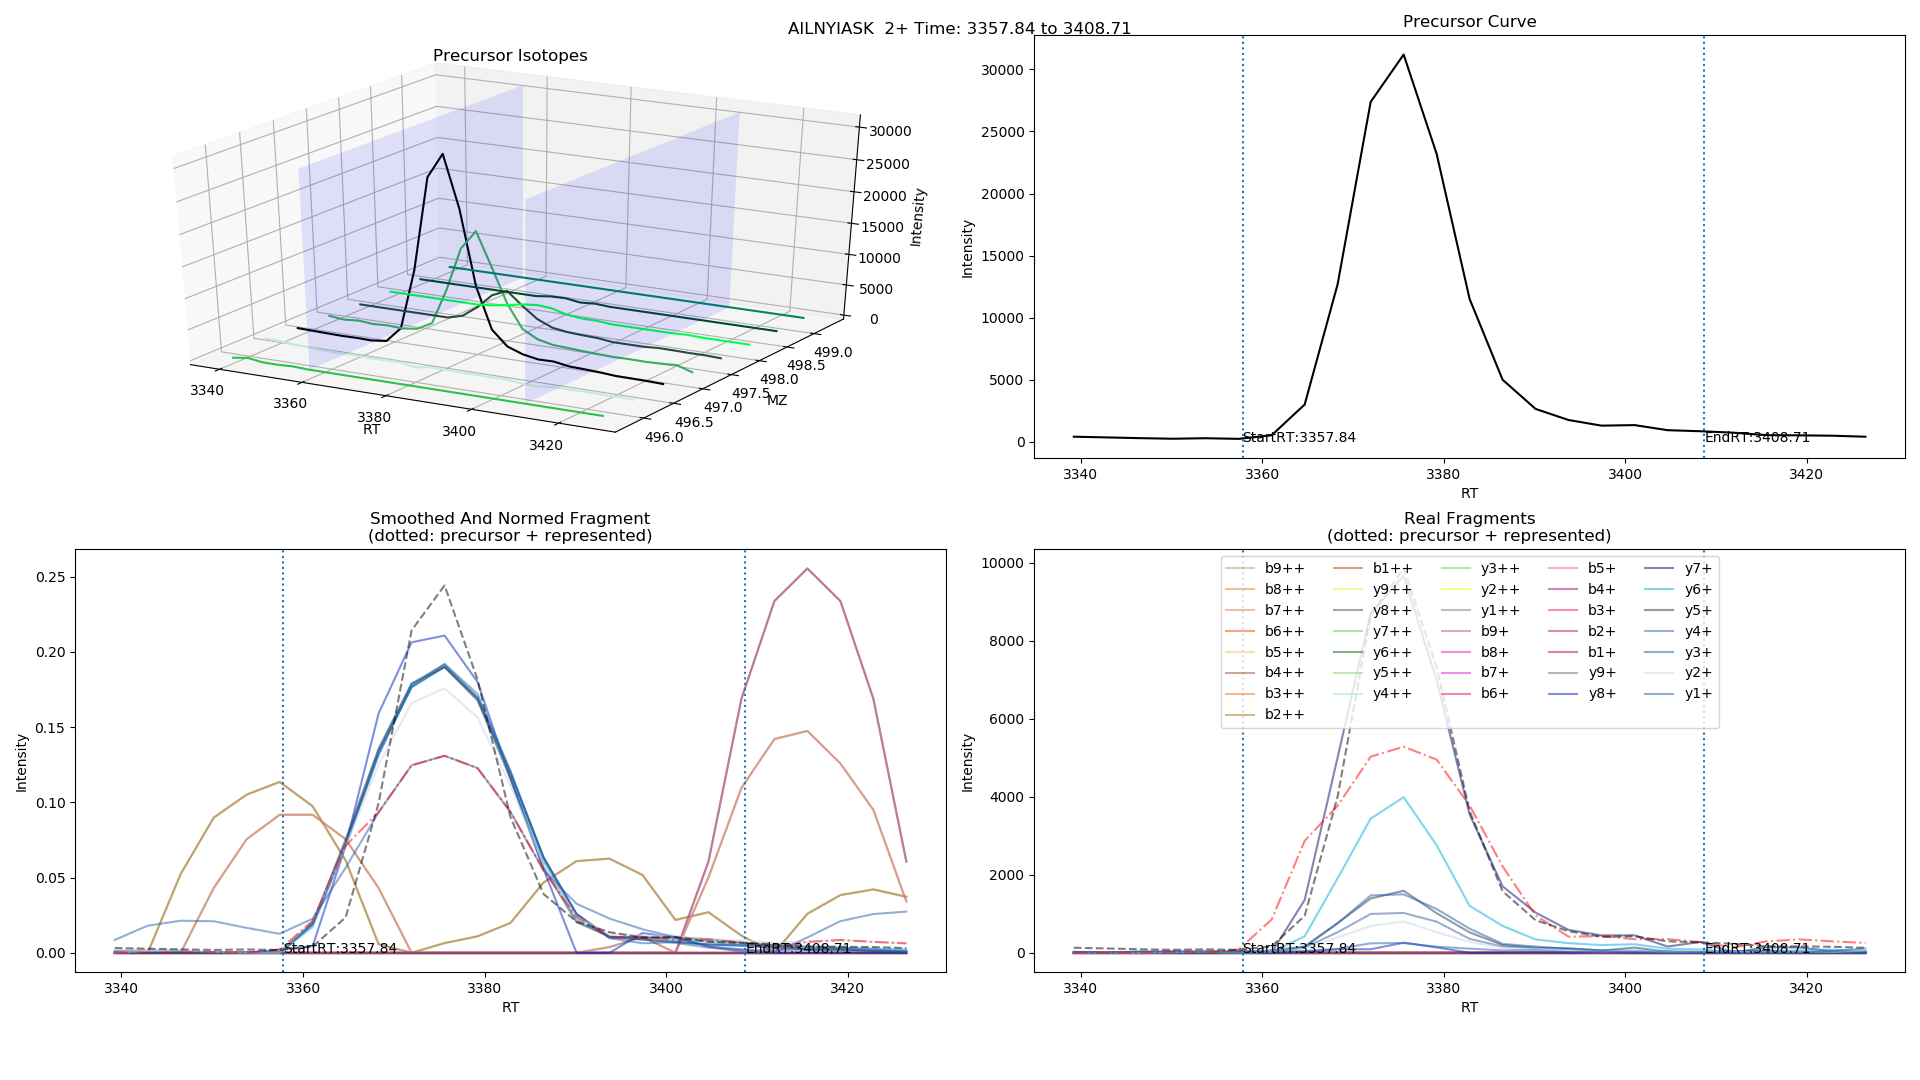 AILNYIASK  2+ Time: 3357.84 to 3408.71
Precursor Isotopes
30000
25000
20000
15000
10000
5000
0
Intensity
3340
3360
3380
3400
3420
RT
496.0
496.5
497.0
497.5
498.0
498.5
499.0
MZ
Precursor Curve
30000
25000
20000
15000
10000
5000
0
Intensity
StartRT:3357.84
EndRT:3408.71
3340
3360
3380
3400
3420
RT
Smoothed And Normed Fragment
(dotted: precursor + represented)
0.25
0.20
0.15
0.10
0.05
0.00
Intensity
StartRT:3357.84
EndRT:3408.71
3340
3360
3380
3400
3420
RT
Real Fragments
(dotted: precursor + represented)
10000
8000
6000
4000
2000
0
Intensity
b9++
b8++
b7++
b6++
b5++
b4++
b3++
b2++
b1++
y9++
y8++
y7++
y6++
y5++
y4++
y3++
y2++
y1++
b9+
b8+
b7+
b6+
b5+
b4+
b3+
b2+
b1+
y9+
y8+
y7+
y6+
y5+
y4+
y3+
y2+
y1+
StartRT:3357.84
EndRT:3408.71
3340
3360
3380
3400
3420
RT